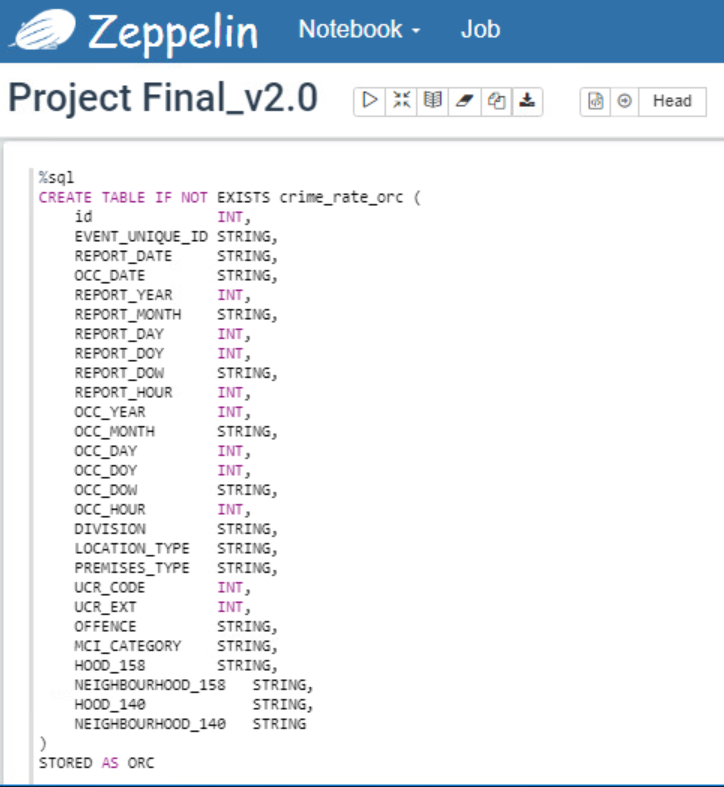 Zeppelin Notebook Job
Project Final_v2.0 Head
%sql
CREATE TABLE IF NOT EXISTS crime_rate_orc (
    id              INT,
    EVENT_UNIQUE_ID STRING,
    REPORT_DATE     STRING,
    OCC_DATE        STRING,
    REPORT_YEAR     INT,
    REPORT_MONTH    STRING,
    REPORT_DAY      INT,
    REPORT_DOY      INT,
    REPORT_DOW      STRING,
    REPORT_HOUR     INT,
    OCC_YEAR        INT,
    OCC_MONTH       STRING,
    OCC_DAY         INT,
    OCC_DOY         INT,
    OCC_DOW         STRING,
    OCC_HOUR        INT,
    DIVISION        STRING,
    LOCATION_TYPE   STRING,
    PREMISES_TYPE   STRING,
    UCR_CODE        INT,
    UCR_EXT         INT,
    OFFENCE         STRING,
    MCI_CATEGORY    STRING,
    HOOD_158        STRING,
    NEIGHBOURHOOD_158   STRING,
    HOOD_140            STRING,
    NEIGHBOURHOOD_140   STRING
)
STORED AS ORC